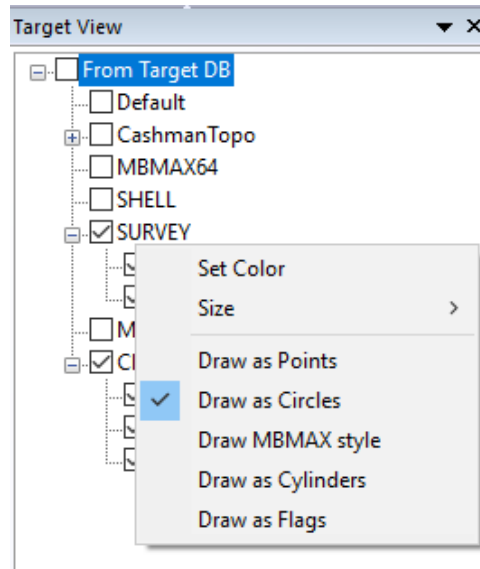 Target View
From Target DB
Default
CashmanTopo
MBMAX64
SHELL
SURVEY
Set Color
Size
M
Draw as Points
Draw as Circles
Draw MBMAX style
Draw as Cylinders
Draw as Flags